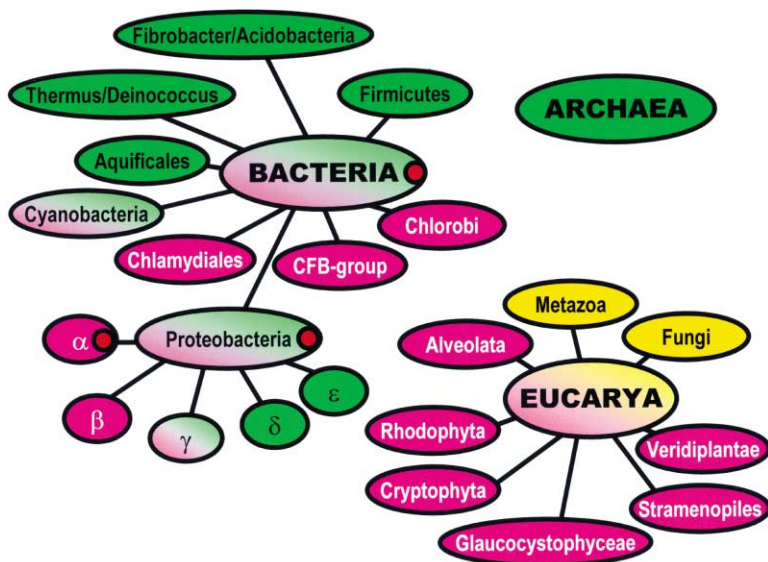 Fibrobacter/Acidobacteria
Thermus/Deinococcus
Firmicutes
ARCHAEA
Aquificales
BACTERIA
Cyanobacteria
Chlorobi
Chlamydiales
CFB-group
Metazoa
α
Proteobacteria
Alveolata
Fungi
ε
EUCARYA
β
γ
δ
Rhodophyta
Veridiplantae
Cryptophyta
Stramenopiles
Glaucocystophyceae